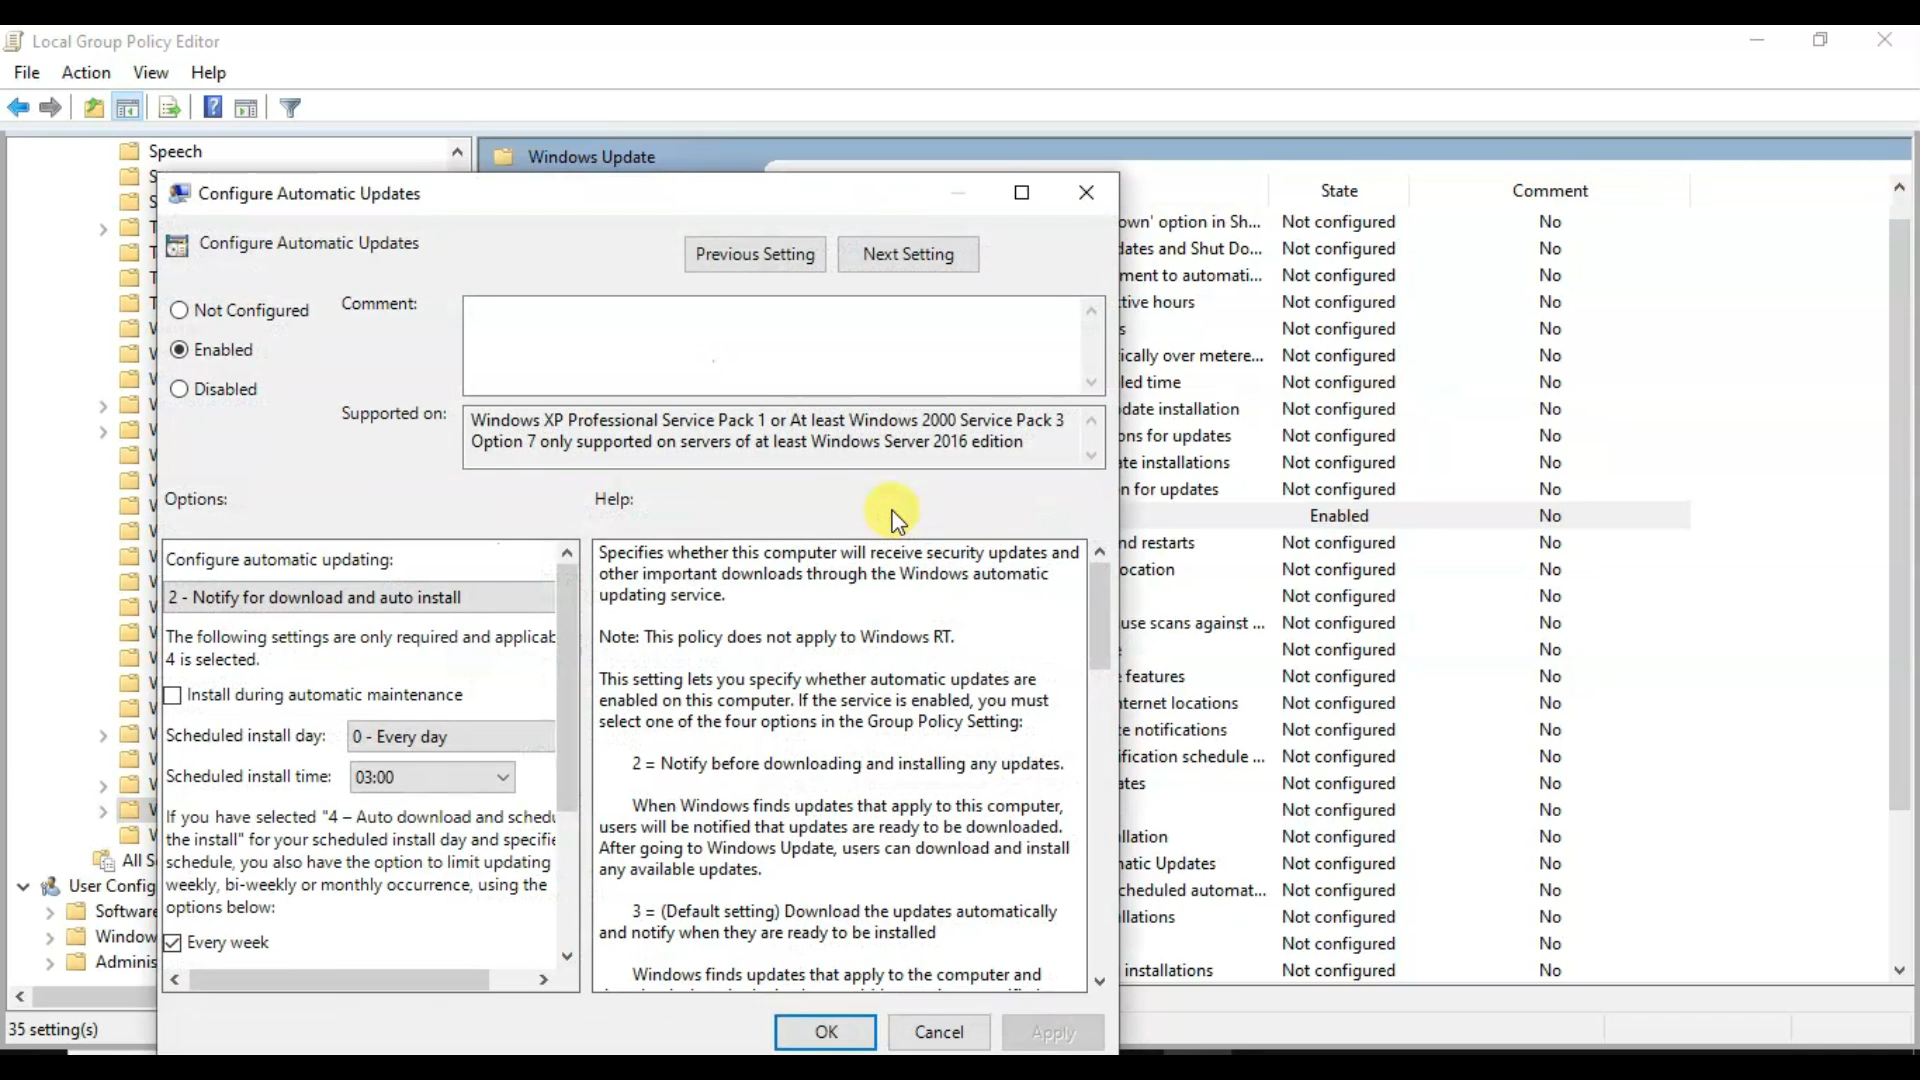 Local Group Policy Editor
File Action View Help
Speech
Windows Update
Configure Automatic Updates
Configure Automatic Updates
Previous Setting Next Setting
Not Configured
Enabled
Disabled
Comment:
Supported on:
Windows XP Professional Service Pack 1 or At least Windows 2000 Service Pack 3
Option 7 only supported on servers of at least Windows Server 2016 edition
Options:
Help:
Configure automatic updating:
2 - Notify for download and auto install
The following settings are only required and applicab
4 is selected.
Install during automatic maintenance
Scheduled install day: 0 - Every day
Scheduled install time: 03:00
If you have selected "4 – Auto download and schedu
the install" for your scheduled install day and specifie
schedule, you also have the option to limit updating
weekly, bi-weekly or monthly occurrence, using the
options below:
Every week
Specifies whether this computer will receive security updates and
other important downloads through the Windows automatic
updating service.
Note: This policy does not apply to Windows RT.
This setting lets you specify whether automatic updates are
enabled on this computer. If the service is enabled, you must
select one of the four options in the Group Policy Setting:
2 = Notify before downloading and installing any updates.
When Windows finds updates that apply to this computer,
users will be notified that updates are ready to be downloaded.
After going to Windows Update, users can download and install
any available updates.
3 = (Default setting) Download the updates automatically
and notify when they are ready to be installed
Windows finds updates that apply to the computer and
OK Cancel Apply
State Comment
own' option in Sh... Not configured No
dates and Shut Do... Not configured No
ment to automati... Not configured No
ctive hours Not configured No
s Not configured No
ically over metere... Not configured No
led time Not configured No
pdate installation Not configured No
ons for updates Not configured No
te installations Not configured No
n for updates Not configured No
Enabled No
nd restarts Not configured No
ocation Not configured No
Not configured No
use scans against ... Not configured No
Not configured No
e features Not configured No
nternet locations Not configured No
te notifications Not configured No
ification schedule ... Not configured No
ates Not configured No
Not configured No
llation Not configured No
natic Updates Not configured No
cheduled automat... Not configured No
llations Not configured No
Not configured No
installations Not configured No
All S
User Config
Software
Window
Adminis
35 setting(s)